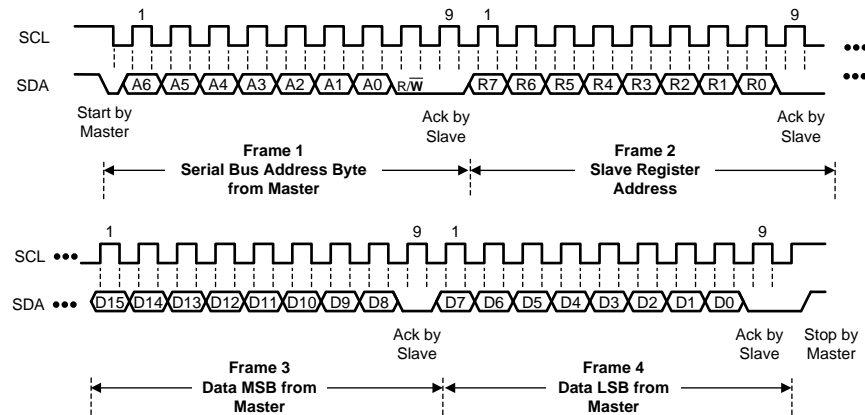 1 9 1 9
SCL
•••
SDA A6 A5 A4 A3 A2 A1 A0 R/W̅ R7 R6 R5 R4 R3 R2 R1 R0 •••
Start by
Master
Ack by
Slave
Ack by
Slave
Frame 1
Serial Bus Address Byte
from Master
Frame 2
Slave Register
Address
1 9 1 9
SCL •••
SDA ••• D15 D14 D13 D12 D11 D10 D9 D8 D7 D6 D5 D4 D3 D2 D1 D0
Ack by
Slave
Ack by
Slave
Stop by
Master
Frame 3
Data MSB from
Master
Frame 4
Data LSB from
Master